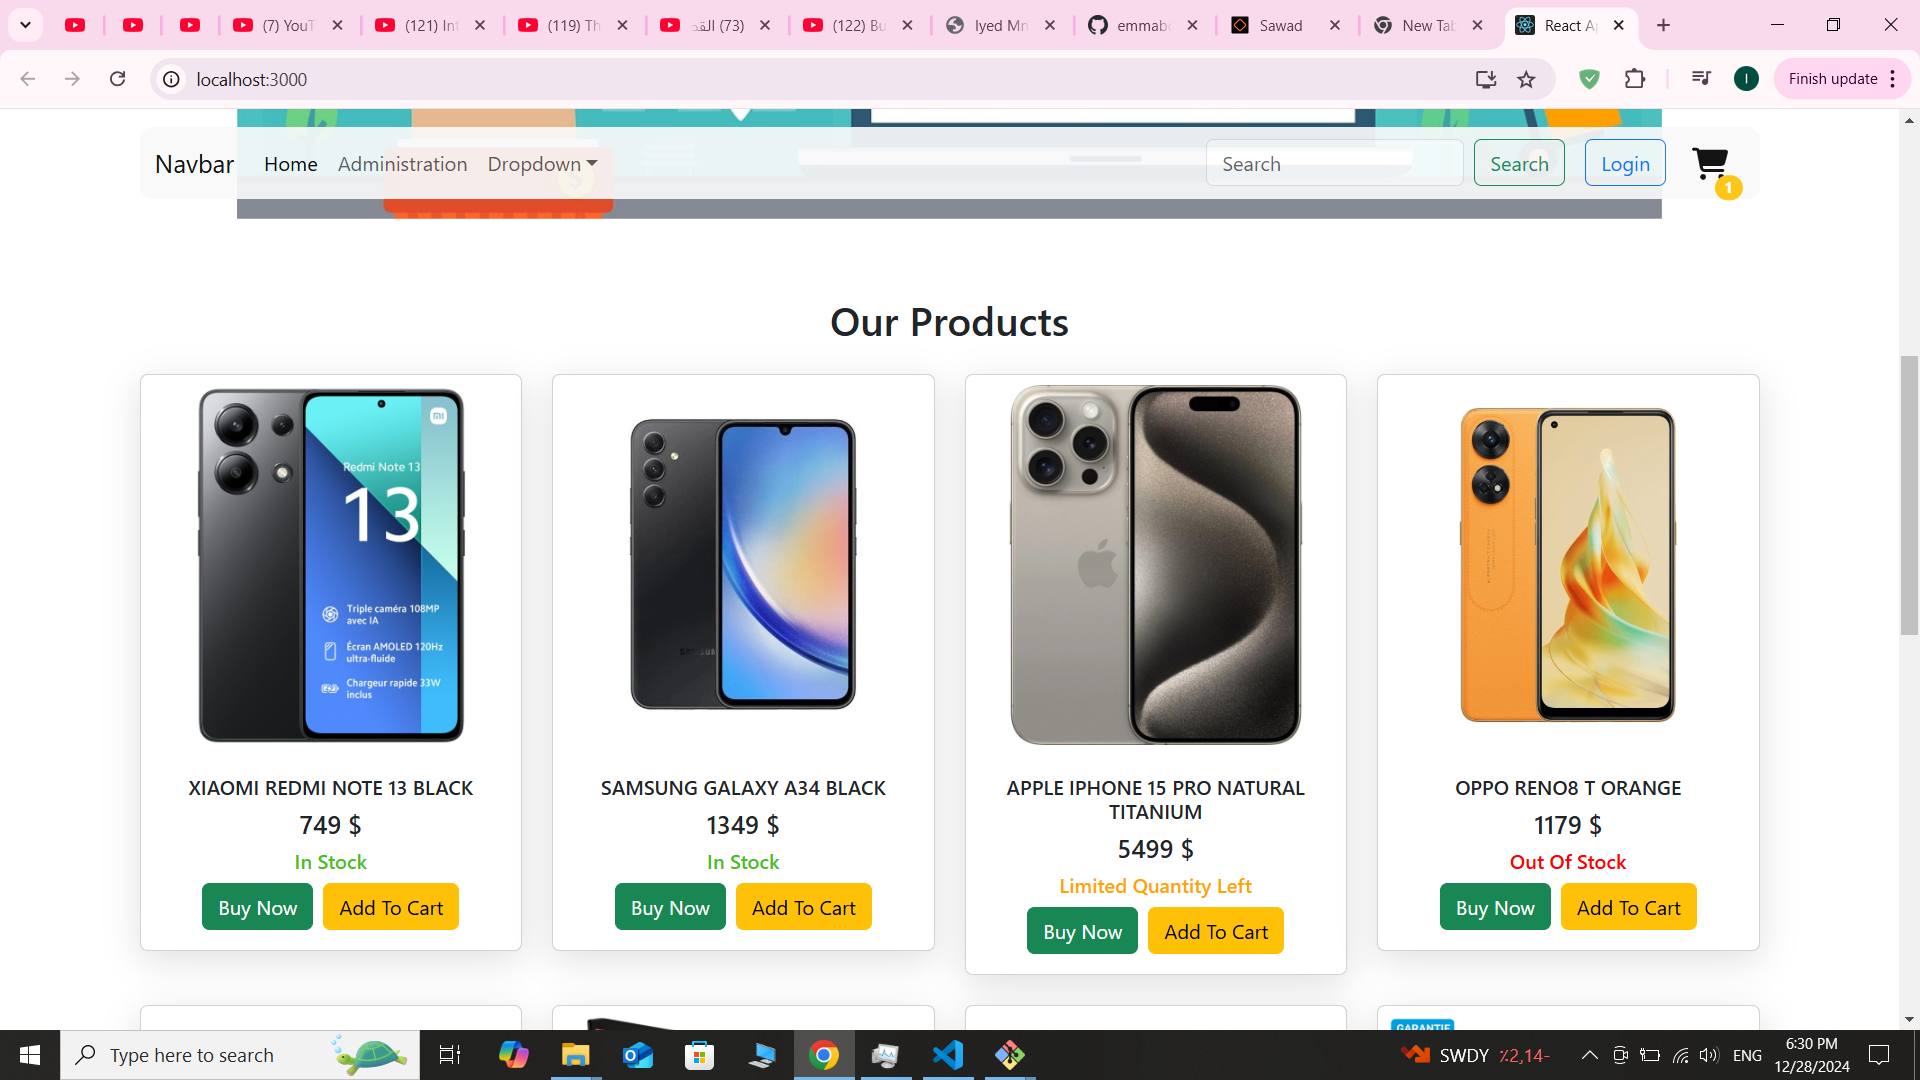 (7) YouT
(121) Int
(119) Th
(73) القد
(122) Bu
Iyed Mn
emmabo
Sawad
New Tab
React Ap
localhost:3000
Finish update
I
Navbar
Home
Administration
Dropdown
Search
Search
Login
1
Our Products
Redmi Note 13
13
Triple caméra 108MP
avec IA
Écran AMOLED 120Hz
ultra-fluide
Chargeur rapide 33W
inclus
SAMSUNG
XIAOMI REDMI NOTE 13 BLACK
749 $
In Stock
Buy Now
Add To Cart
SAMSUNG GALAXY A34 BLACK
1349 $
In Stock
Buy Now
Add To Cart
APPLE IPHONE 15 PRO NATURAL
TITANIUM
5499 $
Limited Quantity Left
Buy Now
Add To Cart
OPPO RENO8 T ORANGE
1179 $
Out Of Stock
Buy Now
Add To Cart
GARANTIE
Type here to search
SWDY
٪2,14-
ENG
6:30 PM
12/28/2024